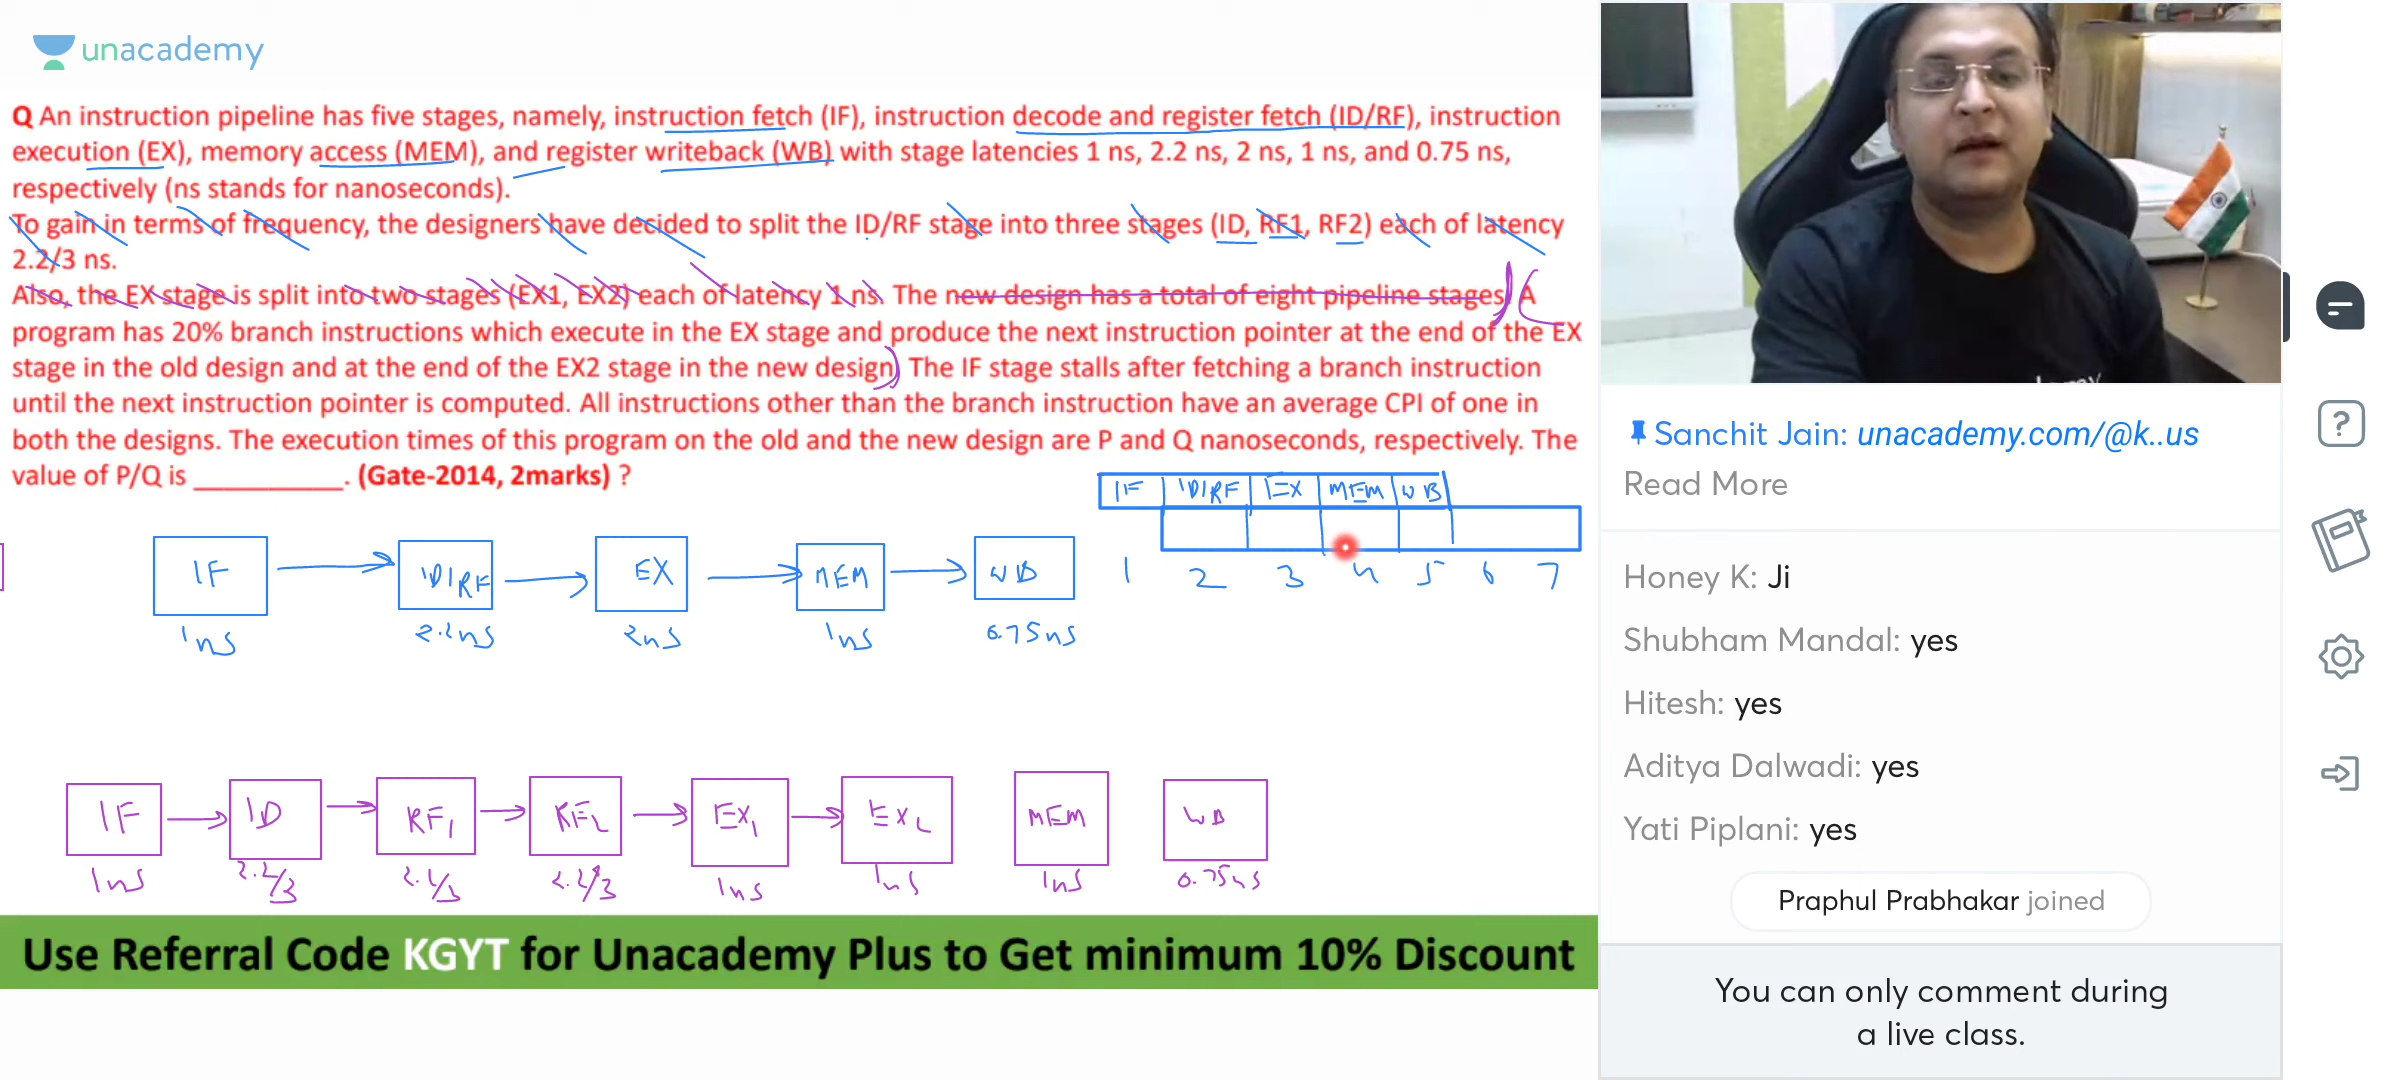 unacademy
Q An instruction pipeline has five stages, namely, instruction fetch (IF), instruction decode and register fetch (ID/RF), instruction
execution (EX), memory access (MEM), and register writeback (WB) with stage latencies 1 ns, 2.2 ns, 2 ns, 1 ns, and 0.75 ns,
respectively (ns stands for nanoseconds).
To gain in terms of frequency, the designers have decided to split the ID/RF stage into three stages (ID, RF1, RF2) each of latency
2.2/3 ns.
Also, the EX stage is split into two stages (EX1, EX2) each of latency 1 ns. The new design has a total of eight pipeline stages. A
program has 20% branch instructions which execute in the EX stage and produce the next instruction pointer at the end of the EX
stage in the old design and at the end of the EX2 stage in the new design. The IF stage stalls after fetching a branch instruction
until the next instruction pointer is computed. All instructions other than the branch instruction have an average CPI of one in
both the designs. The execution times of this program on the old and the new design are P and Q nanoseconds, respectively. The
value of P/Q is __________. (Gate-2014, 2marks) ?
IF ID/RF EX MEM WB
1 2 3 4 5 6 7
IF ID/RF EX MEM WB
1ns 2.2ns 2ns 1ns 0.75ns
IF ID RF1 RF2 EX1 EX2 MEM WB
1ns 2.2/3 2.2/3 2.2/3 1ns 1ns 1ns 0.75ns
Use Referral Code KGYT for Unacademy Plus to Get minimum 10% Discount
Sanchit Jain: unacademy.com/@k..us
Read More
Honey K: Ji
Shubham Mandal: yes
Hitesh: yes
Aditya Dalwadi: yes
Yati Piplani: yes
Praphul Prabhakar joined
You can only comment during
a live class.